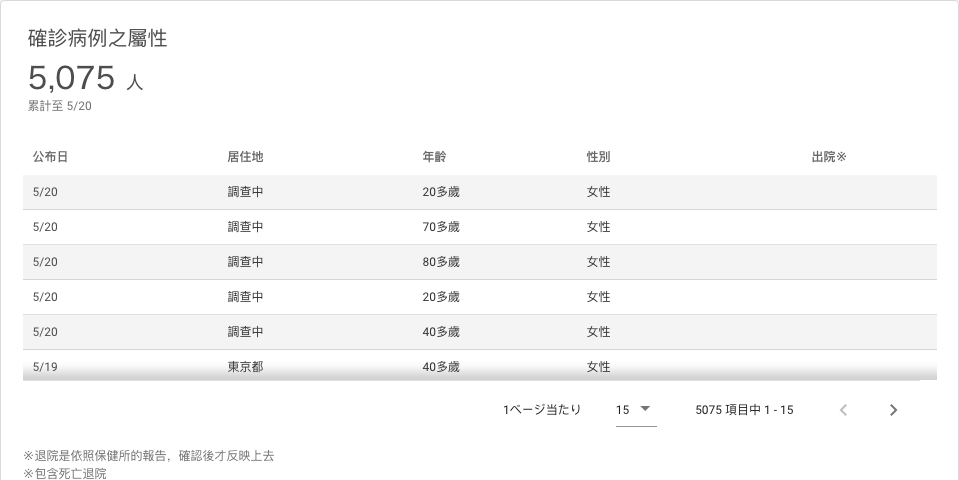 確診病例之屬性
5,075 人
累計至 5/20
公布日 居住地 年齡 性別 出院※
5/20 調查中 20多歲 女性
5/20 調查中 70多歲 女性
5/20 調查中 80多歲 女性
5/20 調查中 20多歲 女性
5/20 調查中 40多歲 女性
5/19 東京都 40多歲 女性
1ページ当たり 15 5075 項目中 1 - 15
※退院是依照保健所的報告，確認後才反映上去
※包含死亡退院